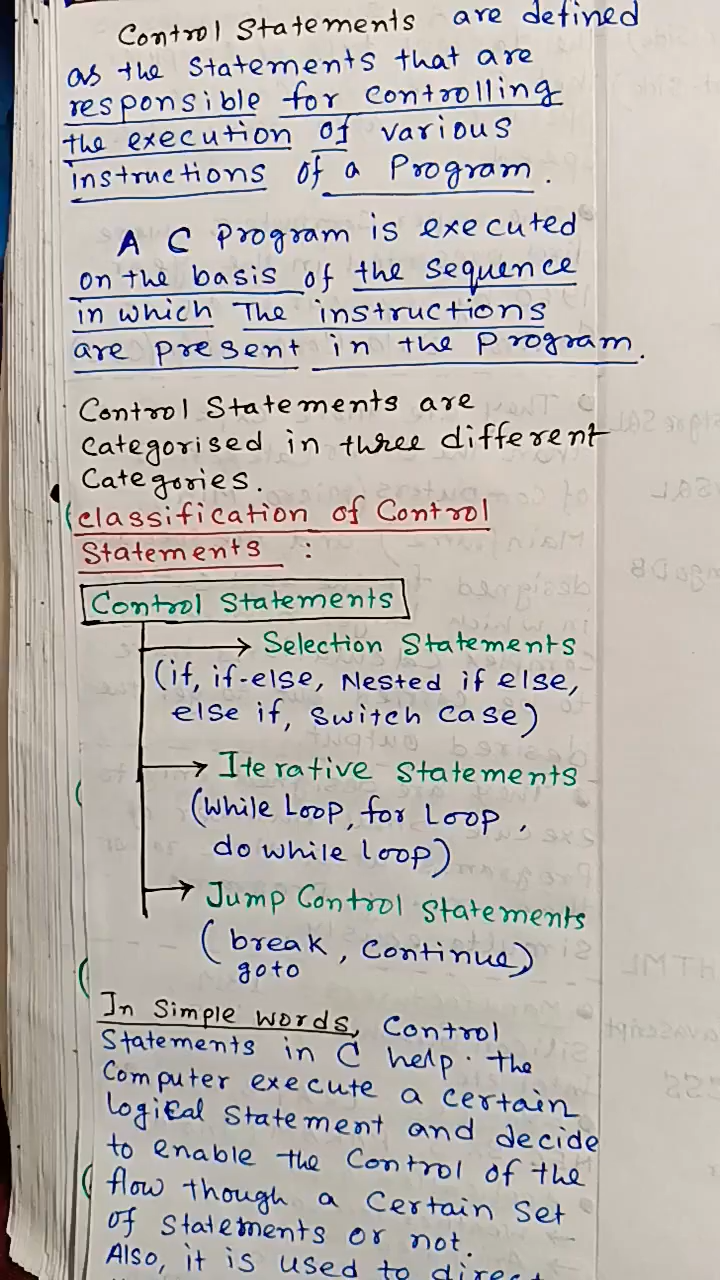 Control Statements are defined
as the statements that are
responsible for controlling
the execution of various
instructions of a Program.
A C Program is executed
on the basis of the sequence
in which The instructions
are present in the Program.
Control Statements are
Categorised in three different
Categories.
Classification of Control
Statements :
Control Statements
Selection Statements
(if, if-else, Nested if else,
else if, Switch Case)
Iterative Statements
(While Loop, for Loop,
do while loop)
Jump Control Statements
(break, Continue)
goto
In Simple words, Control
Statements in C help. the
Computer execute a certain
logical Statement and decide
to enable the Control of the
flow though a Certain Set
of Statements or not.
Also, it is used to direct